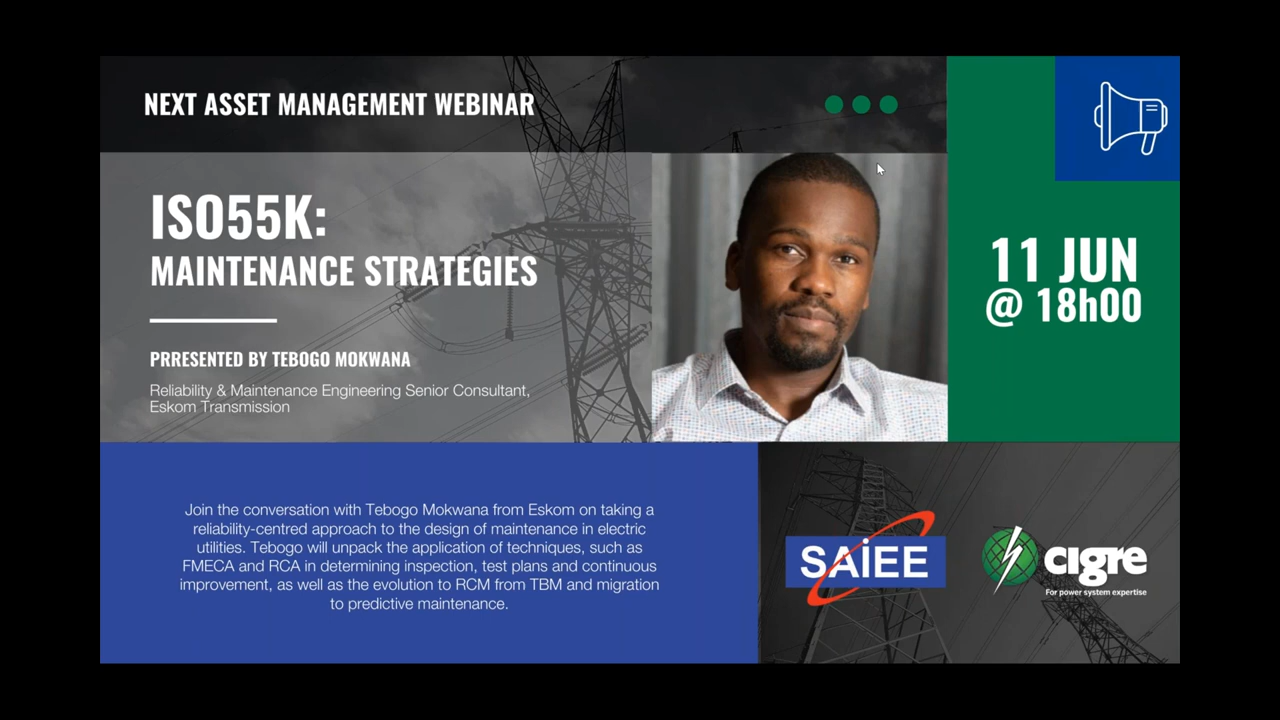 NEXT ASSET MANAGEMENT WEBINAR
ISO55K:
MAINTENANCE STRATEGIES
PRRESENTED BY TEBOGO MOKWANA
Reliability & Maintenance Engineering Senior Consultant,
Eskom Transmission
11 JUN
@ 18h00
Join the conversation with Tebogo Mokwana from Eskom on taking a
reliability-centred approach to the design of maintenance in electric
utilities. Tebogo will unpack the application of techniques, such as
FMECA and RCA in determining inspection, test plans and continuous
improvement, as well as the evolution to RCM from TBM and migration
to predictive maintenance.
SAIEE
cigre
For power system expertise